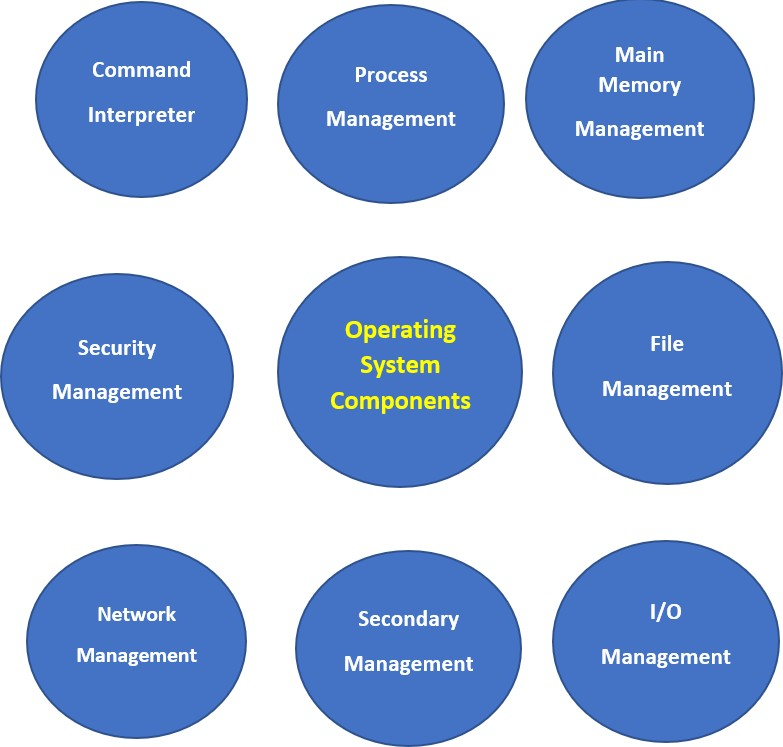 Command
Interpreter
Process
Management
Main
Memory
Management
Security
Management
Operating
System
Components
File
Management
Network
Management
Secondary
Management
I/O
Management